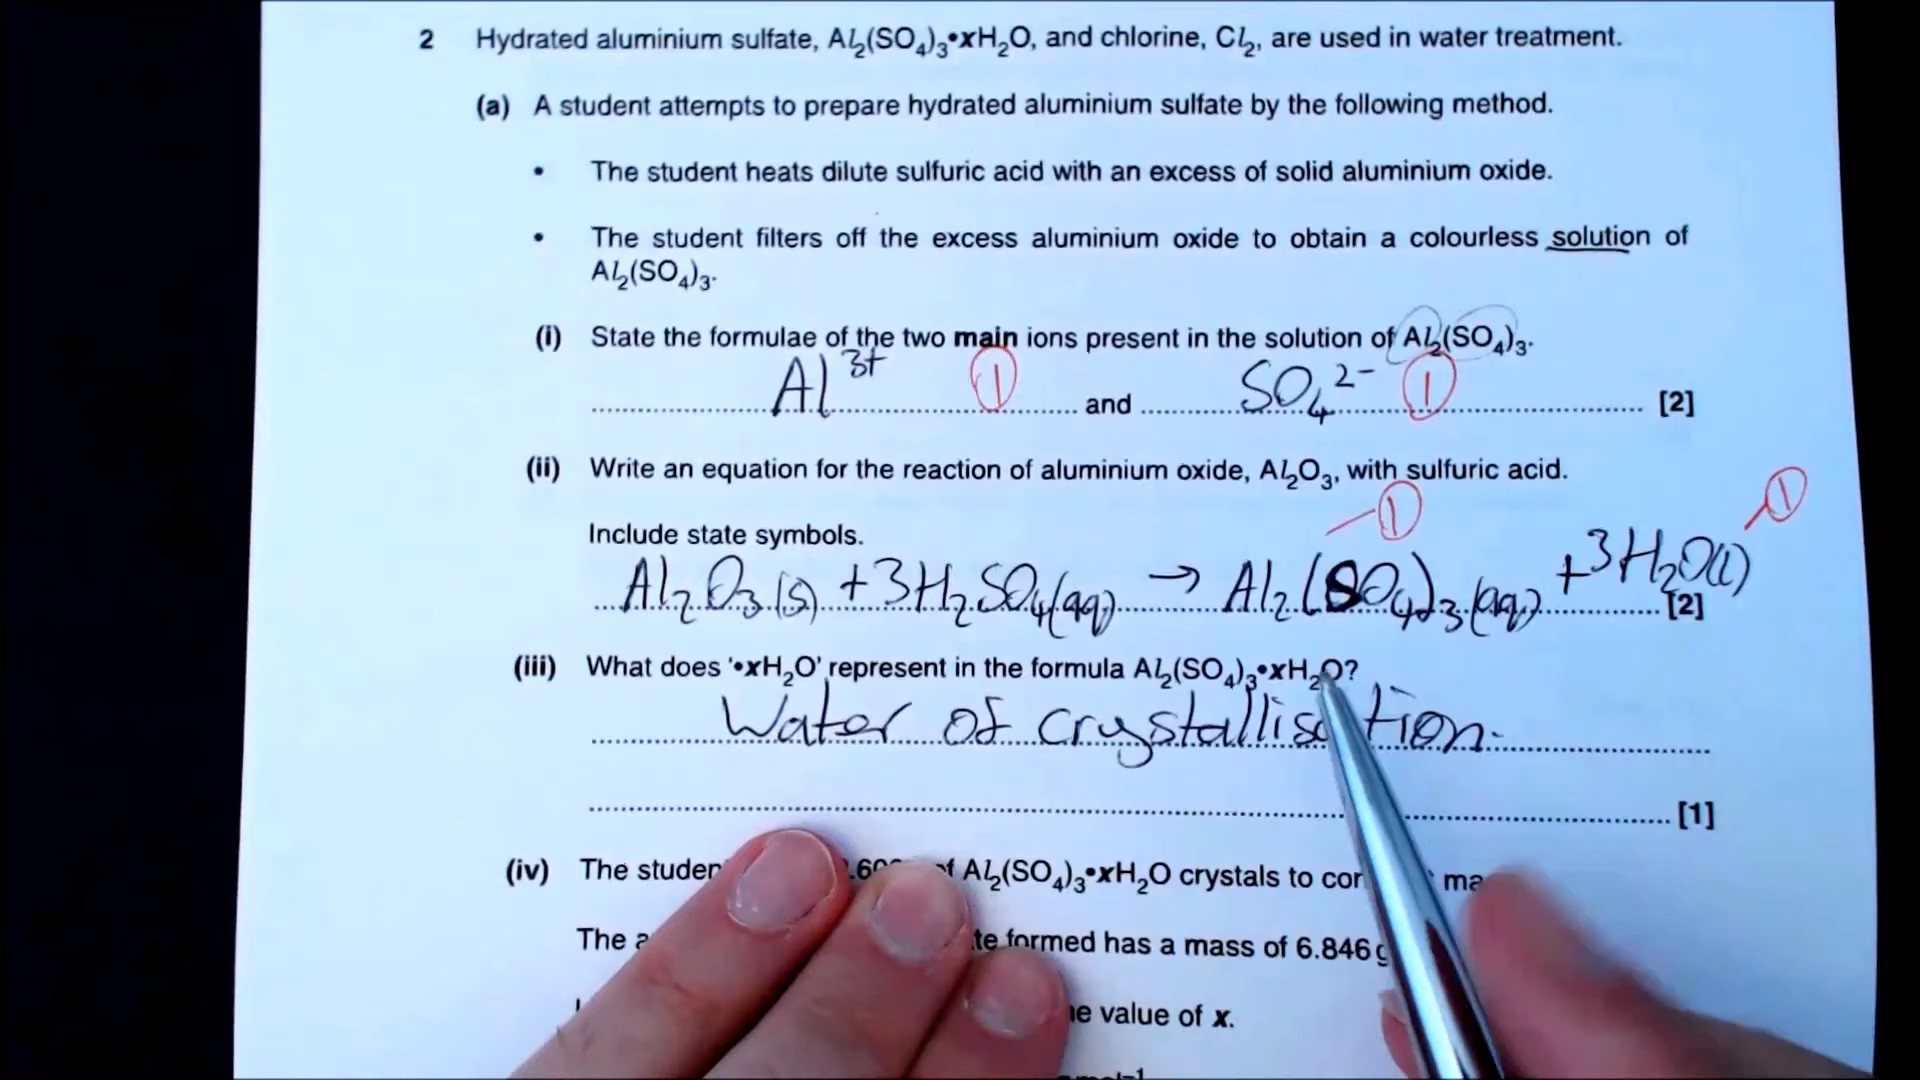 2 Hydrated aluminium sulfate, Al₂(SO₄)₃•xH₂O, and chlorine, Cl₂, are used in water treatment.
(a) A student attempts to prepare hydrated aluminium sulfate by the following method.
• The student heats dilute sulfuric acid with an excess of solid aluminium oxide.
• The student filters off the excess aluminium oxide to obtain a colourless solution of
Al₂(SO₄)₃.
(i) State the formulae of the two main ions present in the solution of Al₂(SO₄)₃.
Al³⁺ 1 and SO₄²⁻ 1 [2]
(ii) Write an equation for the reaction of aluminium oxide, Al₂O₃, with sulfuric acid.
1 1
Include state symbols.
Al₂O₃(s) + 3H₂SO₄(aq) → Al₂(SO₄)₃(aq) + 3H₂O(l) [2]
(iii) What does '•xH₂O' represent in the formula Al₂(SO₄)₃•xH₂O?
Water of crystallisation.
[1]
(iv) The of Al₂(SO₄)₃•xH₂O crystals to
The formed has a mass of 6.846 g
value of x.